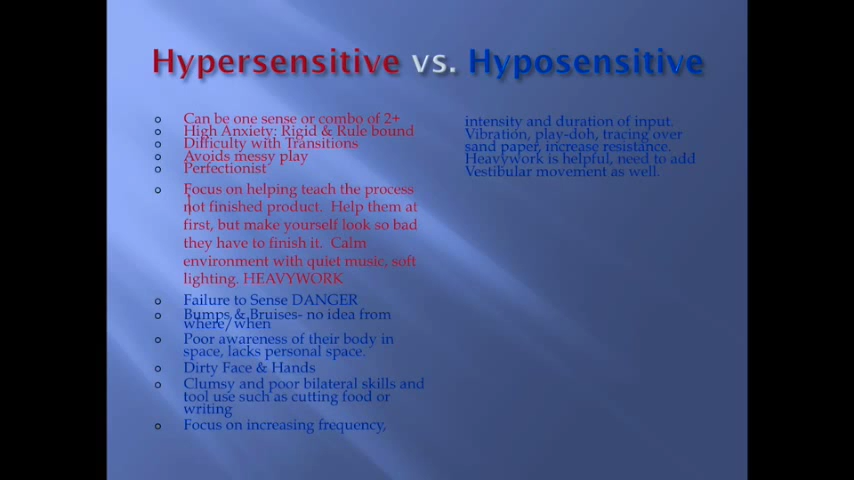 Hypersensitive vs. Hyposensitive
Can be one sense or combo of 2+
High Anxiety: Rigid & Rule bound
Difficulty with Transitions
Avoids messy play
Perfectionist
Focus on helping teach the process
not finished product. Help them at
first, but make yourself look so bad
they have to finish it. Calm
environment with quiet music, soft
lighting. HEAVYWORK
Failure to Sense DANGER
Bumps & Bruises- no idea from
where/when
Poor awareness of their body in
space, lacks personal space.
Dirty Face & Hands
Clumsy and poor bilateral skills and
tool use such as cutting food or
writing
Focus on increasing frequency,
intensity and duration of input.
Vibration, play-doh, tracing over
sand paper, increase resistance.
Heavywork is helpful, need to add
Vestibular movement as well.